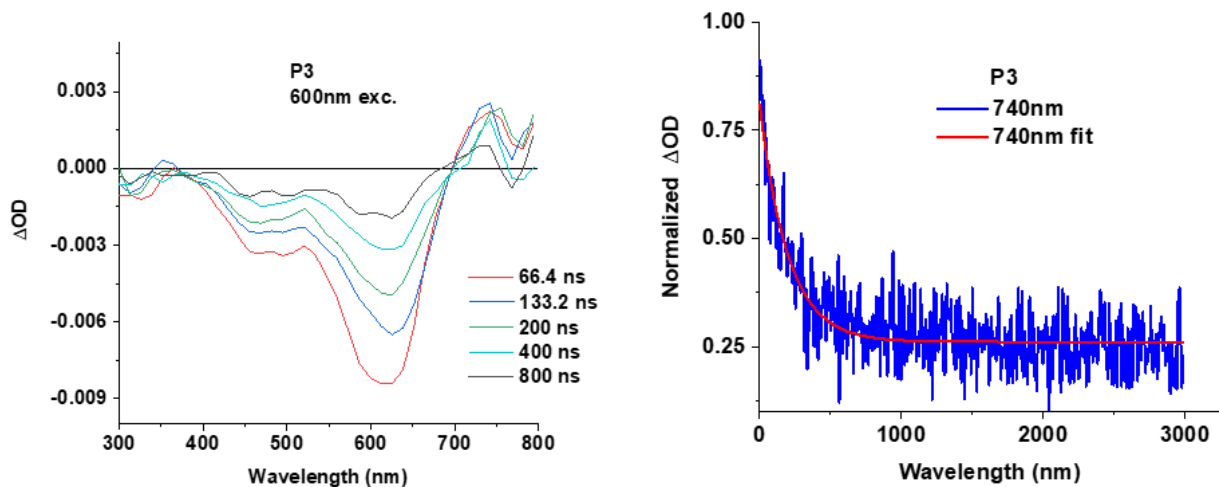 0.003
0.000
-0.003
-0.006
-0.009
ΔOD
P3
600nm exc.
66.4 ns
133.2 ns
200 ns
400 ns
800 ns
300 400 500 600 700 800
Wavelength (nm)
1.00
0.75
0.50
0.25
Normalized ΔOD
P3
740nm
740nm fit
0 1000 2000 3000
Wavelength (nm)